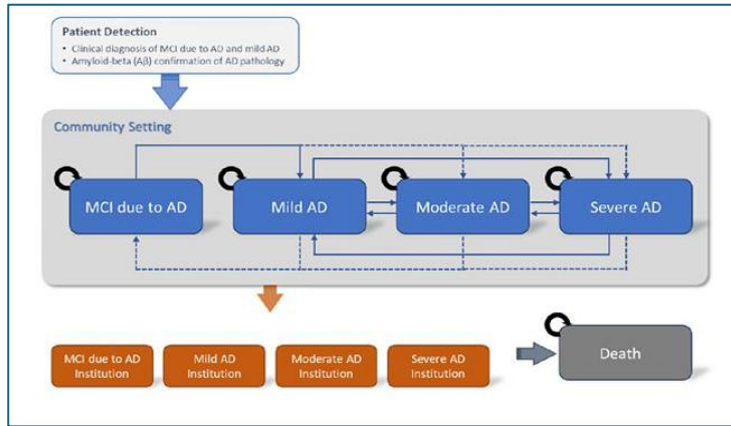 Patient Detection
• Clinical diagnosis of MCI due to AD and mild AD
• Amyloid-beta (Aβ) confirmation of AD pathology
Community Setting
MCI due to AD
Mild AD
Moderate AD
Severe AD
MCI due to AD
Institution
Mild AD
Institution
Moderate AD
Institution
Severe AD
Institution
Death